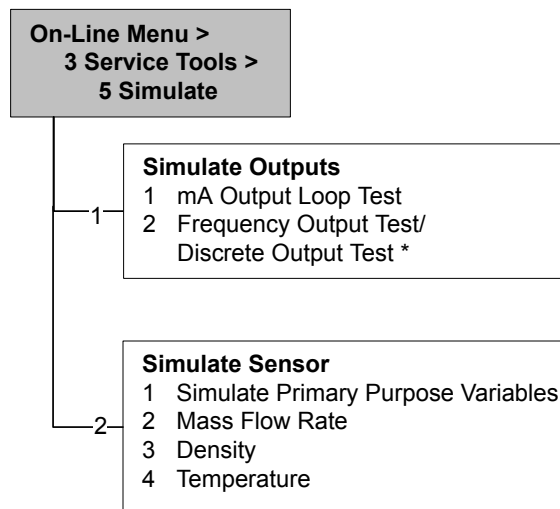 On-Line Menu >
3 Service Tools >
5 Simulate
1
Simulate Outputs
1 mA Output Loop Test
2 Frequency Output Test/
Discrete Output Test *
2
Simulate Sensor
1 Simulate Primary Purpose Variables
2 Mass Flow Rate
3 Density
4 Temperature